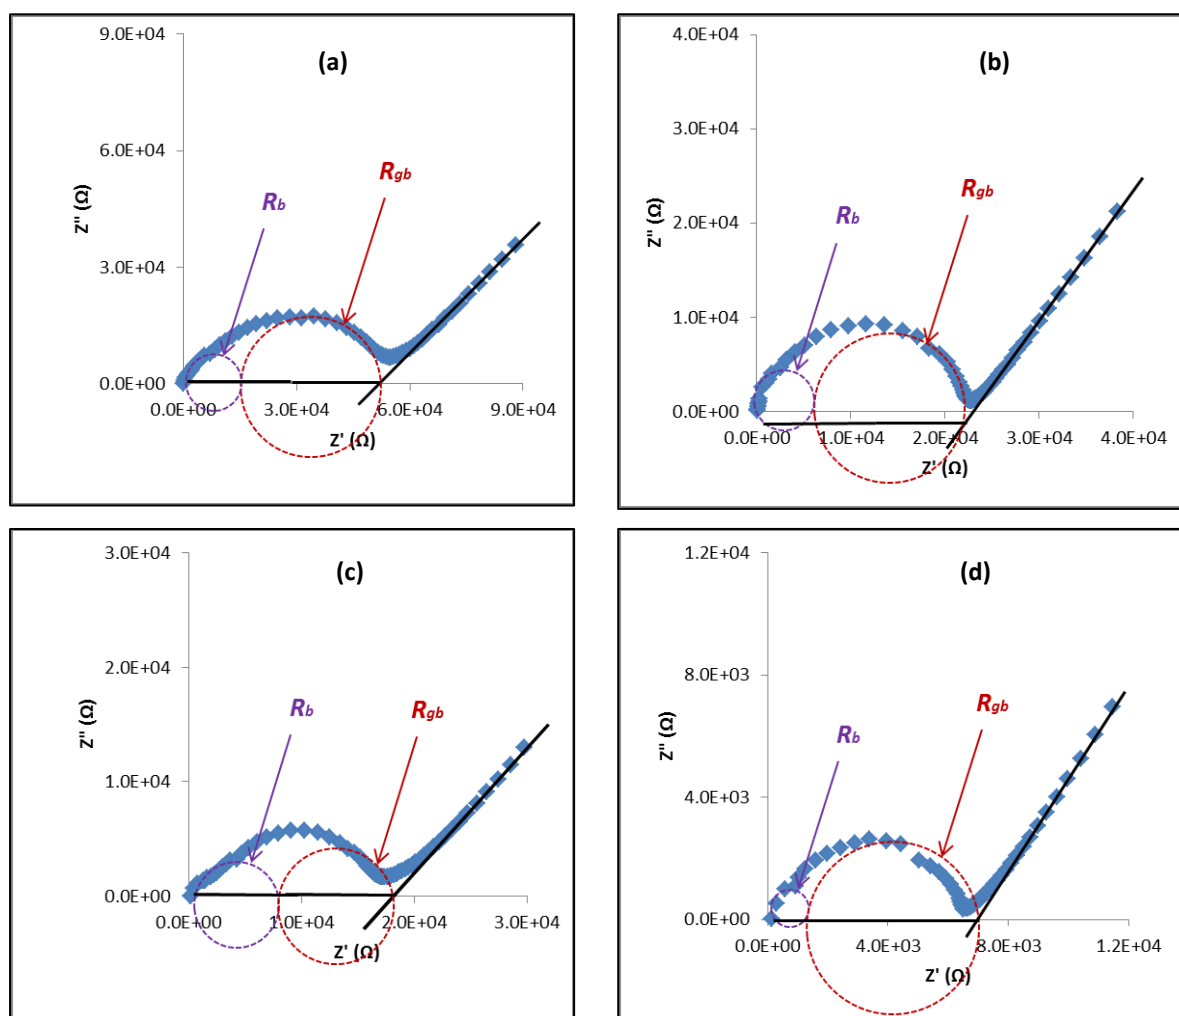 (a)
9.0E+04
6.0E+04
3.0E+04
0.0E+00
Z'' (Ω)
Rb
Rgb
0.0E+00 3.0E+04 6.0E+04 9.0E+04
Z' (Ω)
(b)
4.0E+04
3.0E+04
2.0E+04
1.0E+04
0.0E+00
Z'' (Ω)
Rb
Rgb
0.0E+00 1.0E+04 2.0E+04 3.0E+04 4.0E+04
Z' (Ω)
(c)
3.0E+04
2.0E+04
1.0E+04
0.0E+00
Z'' (Ω)
Rb
Rgb
0.0E+00 1.0E+04 2.0E+04 3.0E+04
Z' (Ω)
(d)
1.2E+04
8.0E+03
4.0E+03
0.0E+00
Z'' (Ω)
Rb
Rgb
0.0E+00 4.0E+03 8.0E+03 1.2E+04
Z' (Ω)